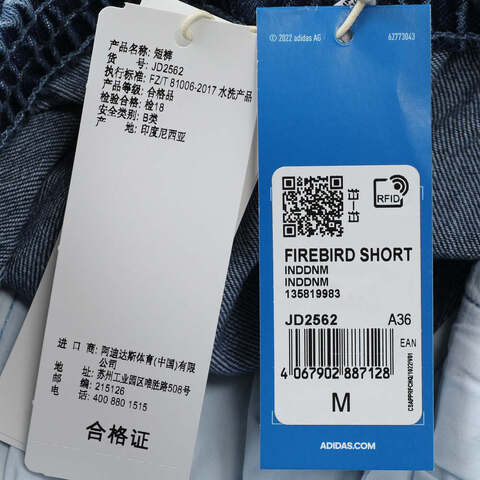 产品名称: 短裤
货 号: JD2562
执行标准: FZ/T 81006-2017 水洗产品
产品等级: 合格品
检验合格: 检18
安全类别: B类
产 地: 印度尼西亚
进 口 商: 阿迪达斯体育(中国)有限
公司
地 址: 苏州工业园区唯胜路508号
邮 编: 215126
电 话: 400 880 1515
合格证
© 2022 adidas AG
62773043
RFID
FIREBIRD SHORT
INDDNM
INDDNM
135819983
JD2562
A36
EAN
4 067902 887128
M
ADIDAS.COM